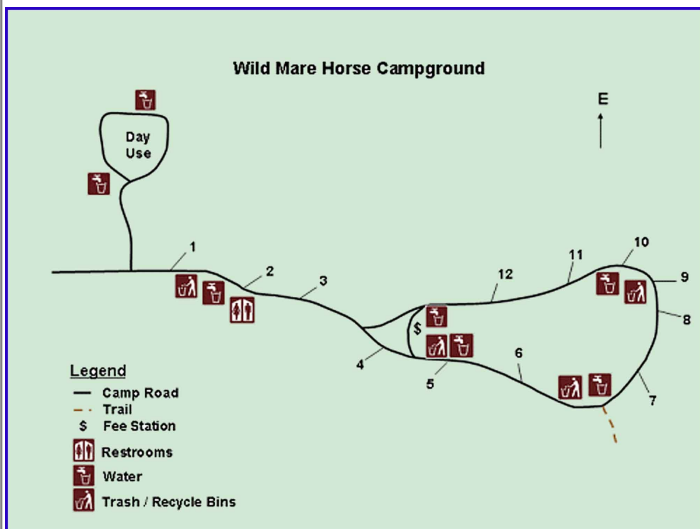 Wild Mare Horse Campground
E
Day
Use
1
2
3
4
5
6
7
8
9
10
11
12
$
Legend
Camp Road
Trail
$ Fee Station
Restrooms
Water
Trash / Recycle Bins